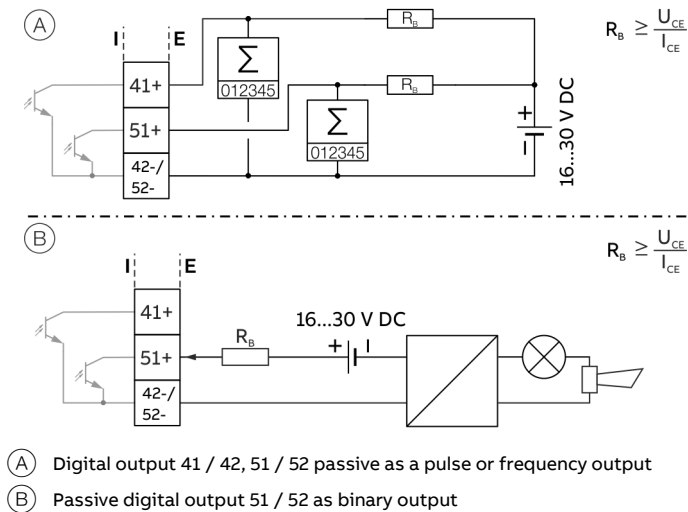 A
I E
R_B
R_B ≥ U_CE / I_CE
41+
Σ
012345
R_B
51+
Σ
012345
+
−
16...30 V DC
42-/
52-
B
I E
R_B ≥ U_CE / I_CE
41+
16...30 V DC
R_B
+ −
51+
42-/
52-
A Digital output 41 / 42, 51 / 52 passive as a pulse or frequency output
B Passive digital output 51 / 52 as binary output